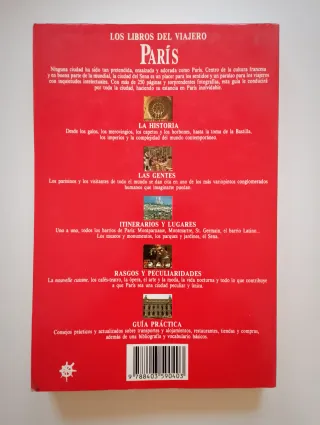 LOS LIBROS DEL VIAJERO
PARÍS
Ninguna ciudad ha sido tan pretendida, ensalzada y adorada como París. Centro de la cultura francesa
y en buena parte de la mundial, la ciudad del Sena es un placer para los sentidos y un paraíso para los viajeros
con inquietudes intelectuales. Con más de 250 páginas y sorprendentes fotografías, esta guía le conducirá
por toda la ciudad, haciendo su estancia en París inolvidable.
LA HISTORIA
Desde los galos, los merovingios, los capetos y los borbones, hasta la toma de la Bastilla,
los imperios y la complejidad del mundo contemporáneo.
LAS GENTES
Los parisinos y los visitantes de todo el mundo se dan cita en uno de los más variopintos conglomerados
humanos que imaginarse puedan.
ITINERARIOS Y LUGARES
Uno a uno, todos los barrios de París: Montparnasse, Montmartre, St. Germain, el barrio Latino...
Los museos y monumentos, los parques y jardines, el Sena.
RASGOS Y PECULIARIDADES
La nouvelle cuisine, los cafés-teatro, la ópera, el arte y la moda, la vida nocturna y todo lo que contribuye
a que París sea una ciudad peculiar y única.
GUÍA PRÁCTICA
Consejos prácticos y actualizados sobre transportes y alojamientos, restaurantes, tiendas y compras,
además de una bibliografía y vocabulario básicos.
9 788403 590403